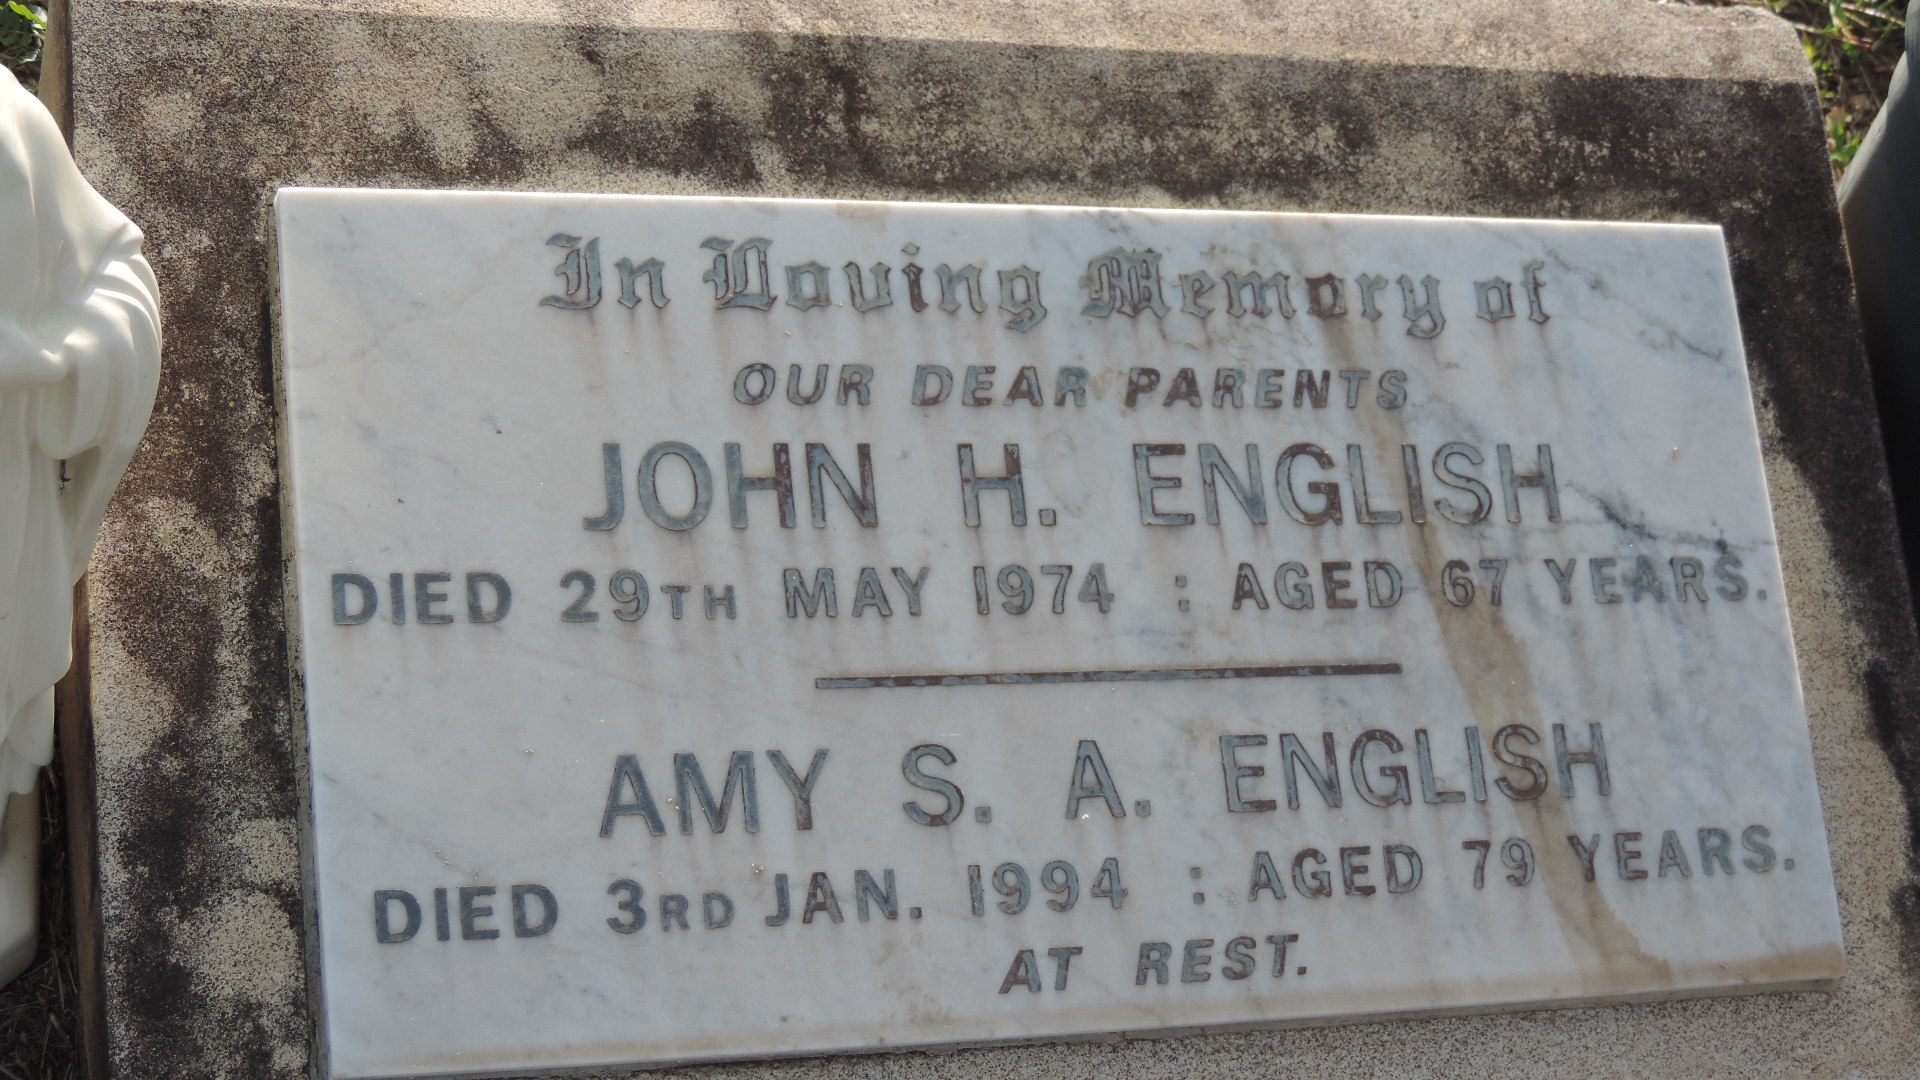 In Loving Memory of
OUR DEAR PARENTS
JOHN H. ENGLISH
DIED 29TH MAY 1974 : AGED 67 YEARS.
AMY S. A. ENGLISH
DIED 3RD JAN. 1994 : AGED 79 YEARS.
AT REST.